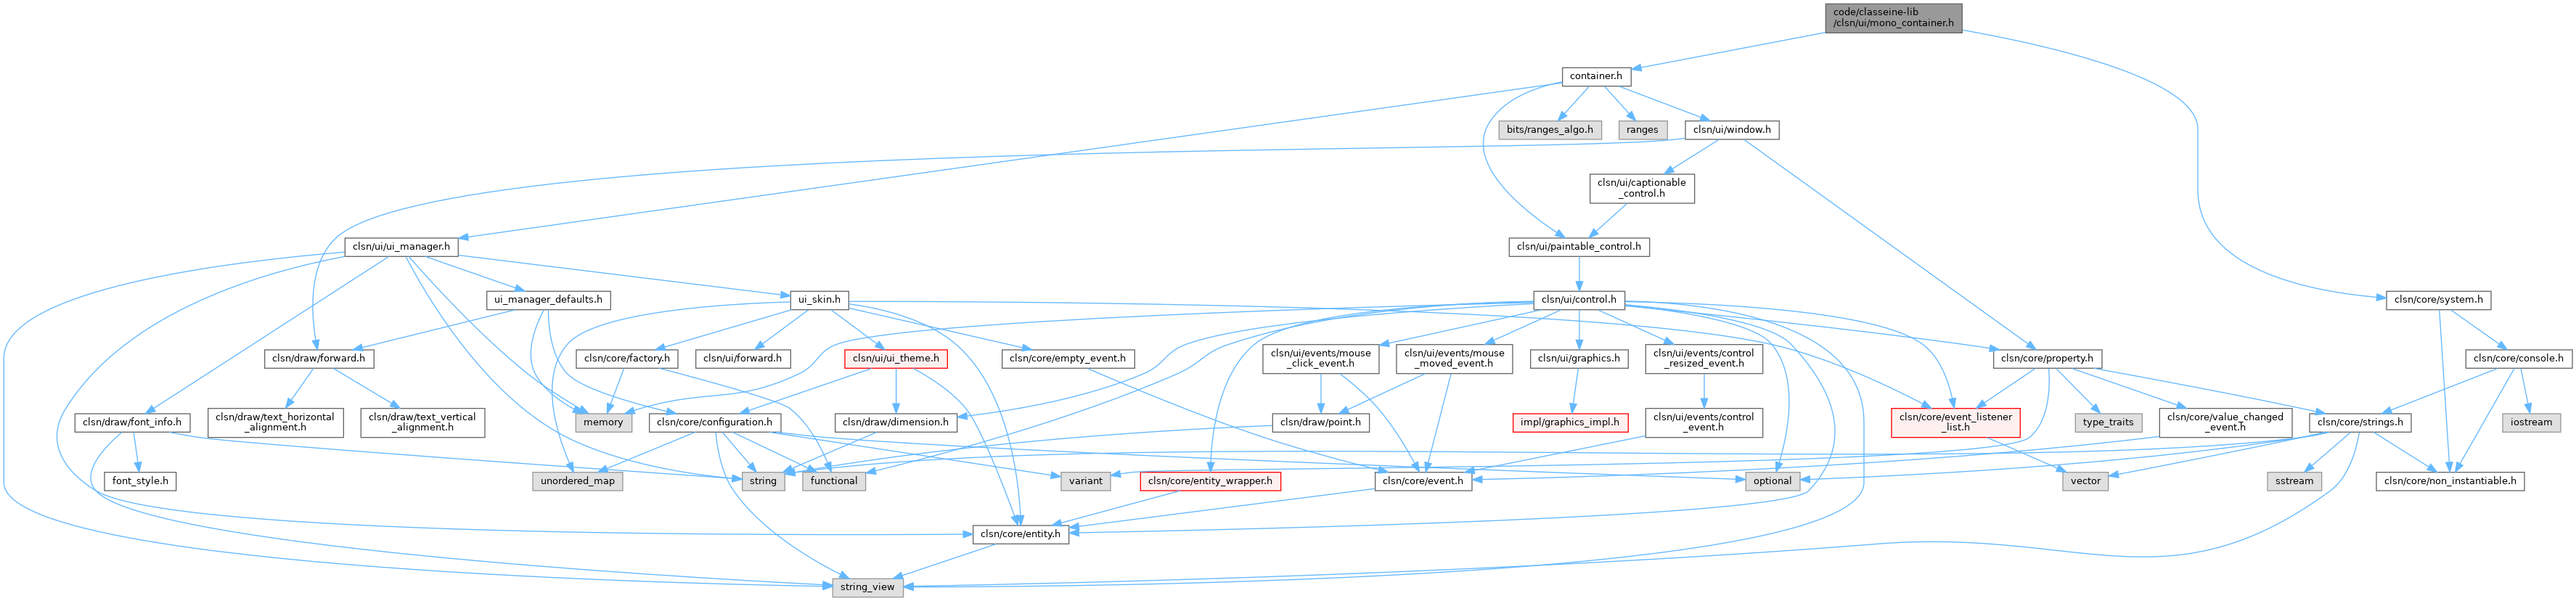 code/classeine-lib
/clsn/ui/mono_container.h
container.h
bits/ranges_algo.h
ranges
clsn/ui/window.h
clsn/ui/captionable
_control.h
clsn/ui/ui_manager.h
clsn/ui/paintable_control.h
ui_manager_defaults.h
ui_skin.h
clsn/ui/control.h
clsn/core/system.h
clsn/draw/forward.h
clsn/core/factory.h
clsn/ui/forward.h
clsn/ui/ui_theme.h
clsn/core/empty_event.h
clsn/ui/events/mouse
_click_event.h
clsn/ui/events/mouse
_moved_event.h
clsn/ui/graphics.h
clsn/ui/events/control
_resized_event.h
clsn/core/property.h
clsn/core/console.h
clsn/draw/font_info.h
clsn/draw/text_horizontal
_alignment.h
clsn/draw/text_vertical
_alignment.h
memory
clsn/core/configuration.h
clsn/draw/dimension.h
clsn/draw/point.h
impl/graphics_impl.h
clsn/ui/events/control
_event.h
clsn/core/event_listener
_list.h
type_traits
clsn/core/value_changed
_event.h
clsn/core/strings.h
iostream
font_style.h
unordered_map
string
functional
variant
clsn/core/entity_wrapper.h
clsn/core/event.h
optional
vector
sstream
clsn/core/non_instantiable.h
clsn/core/entity.h
string_view